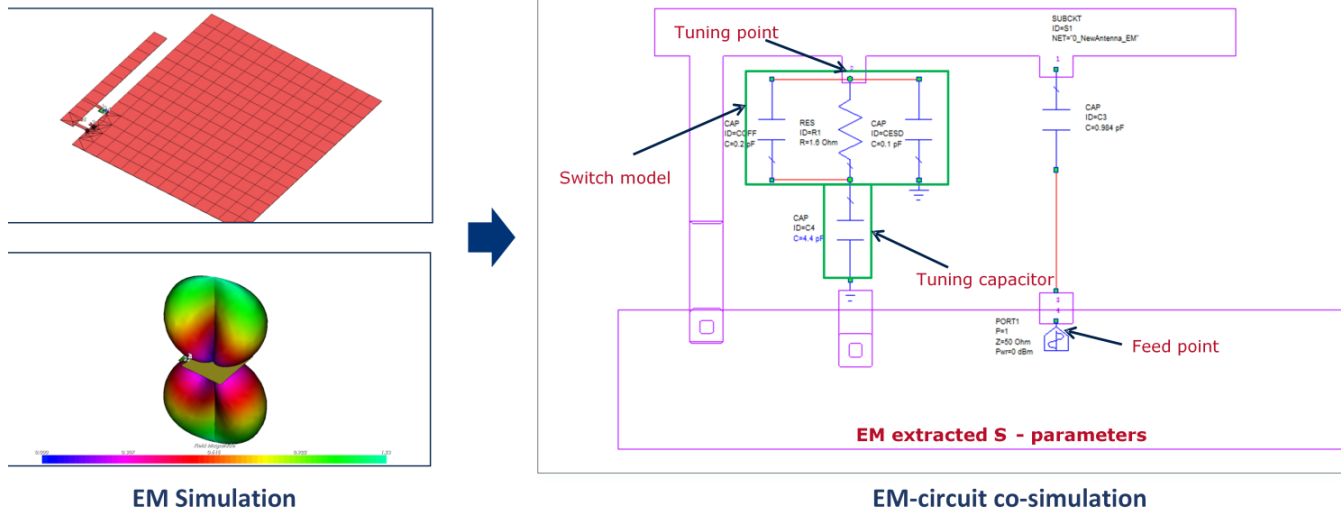 Tuning point
SUBCKT
ID=S1
NET="0_NewAntenna_EM"
1
CAP
ID=COFF
C=0.2 pF
RES
ID=R1
R=1.6 Ohm
CAP
ID=CESD
C=0.1 pF
CAP
ID=C3
C=0.984 pF
Switch model
CAP
ID=C4
C=4.4 pF
Tuning capacitor
3
4
PORT1
P=1
Z=50 Ohm
Pwr=0 dBm
Feed point
EM extracted S - parameters
EM Simulation
EM-circuit co-simulation